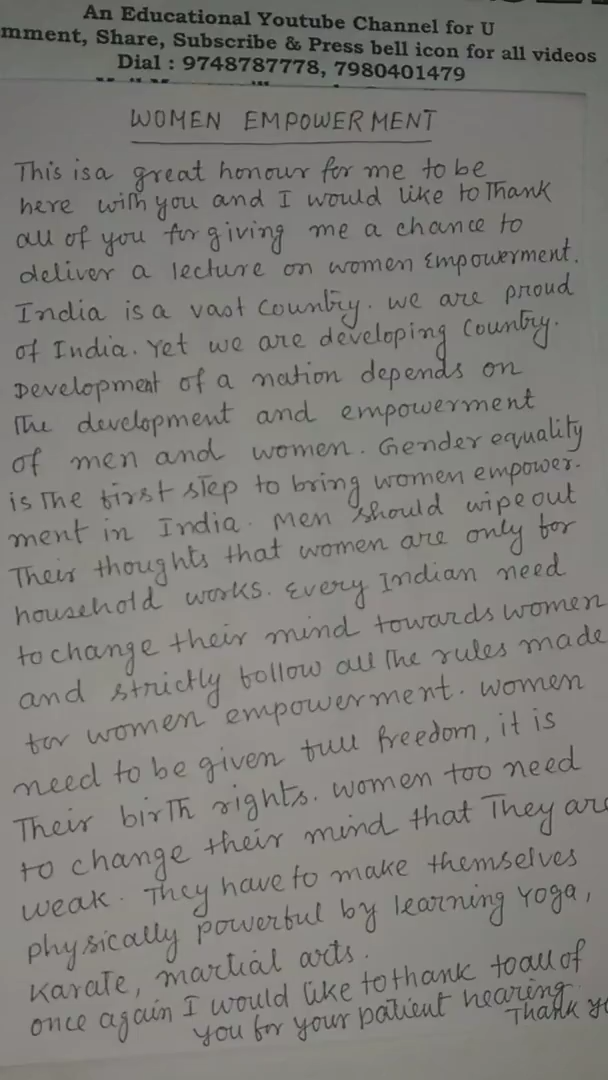 An Educational Youtube Channel for U
mment, Share, Subscribe & Press bell icon for all videos
Dial : 9748787778, 7980401479
WOMEN EMPOWERMENT
This is a great honour for me to be
here with you and I would like to Thank
all of you for giving me a chance to
deliver a lecture on women Empowerment.
India is a vast country. we are proud
of India. Yet we are developing country.
Development of a nation depends on
The development and empowerment
of men and women. Gender equality
is The first step to bring women empower-
ment in India. Men should wipe out
Their thoughts that women are only for
household works. Every Indian need
to change their mind towards women
and strictly follow all The rules made
for women empowerment. women
need to be given full freedom, it is
Their birth rights. women too need
to change their mind that They are
weak. They have to make themselves
physically powerful by learning Yoga,
Karate, martial arts.
once again I would like to thank to all of
you for your patient hearing.
Thank Yo